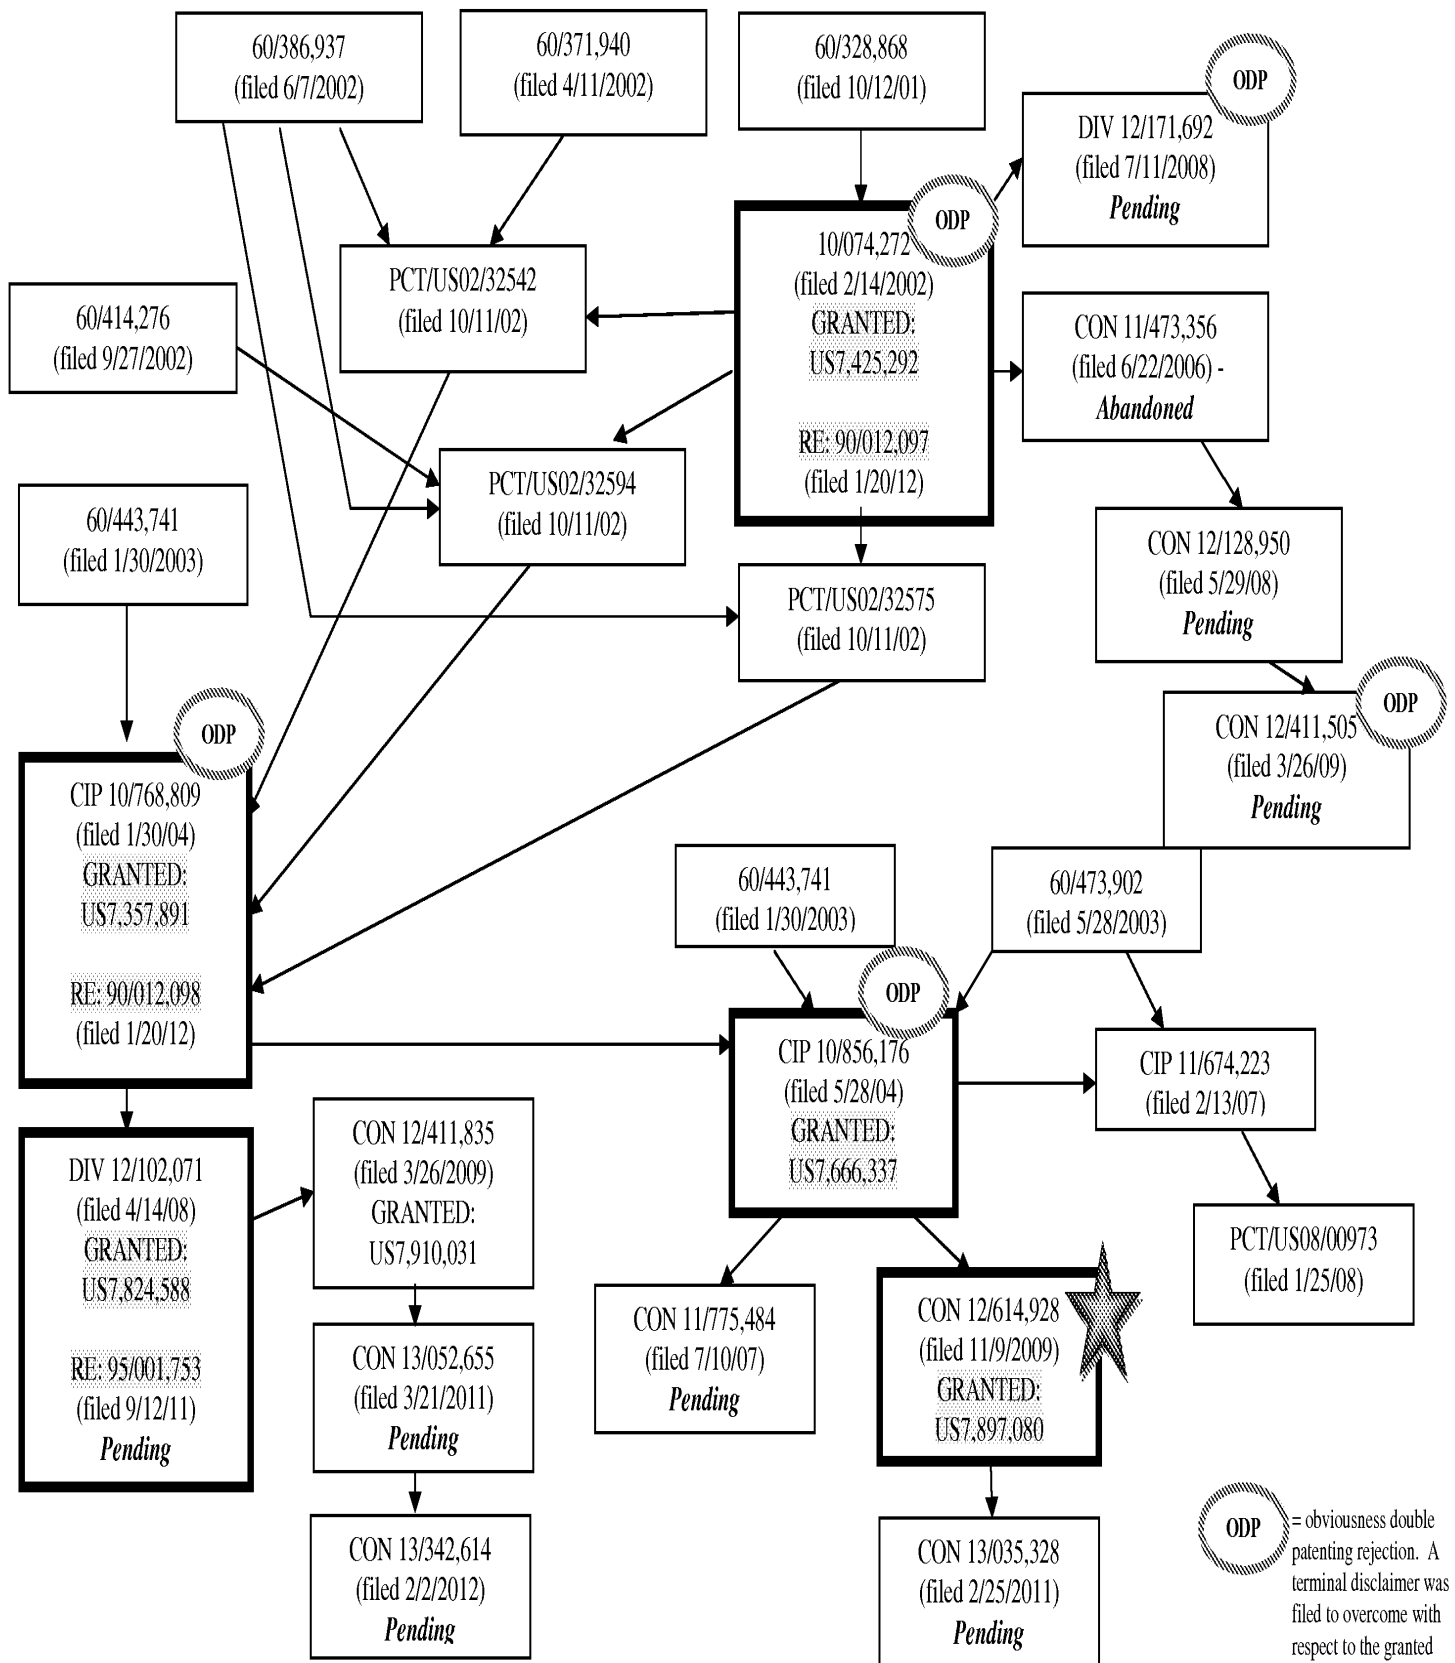 60/386,937
(filed 6/7/2002)
60/371,940
(filed 4/11/2002)
60/328,868
(filed 10/12/01)
ODP
DIV 12/171,692
(filed 7/11/2008)
Pending
ODP
10/074,272
(filed 2/14/2002)
GRANTED:
US7,425,292
RE: 90/012,097
(filed 1/20/12)
PCT/US02/32542
(filed 10/11/02)
60/414,276
(filed 9/27/2002)
CON 11/473,356
(filed 6/22/2006) -
Abandoned
PCT/US02/32594
(filed 10/11/02)
60/443,741
(filed 1/30/2003)
CON 12/128,950
(filed 5/29/08)
Pending
PCT/US02/32575
(filed 10/11/02)
ODP
CON 12/411,505
(filed 3/26/09)
Pending
ODP
CIP 10/768,809
(filed 1/30/04)
GRANTED:
US7,357,891
RE: 90/012,098
(filed 1/20/12)
60/443,741
(filed 1/30/2003)
60/473,902
(filed 5/28/2003)
ODP
CIP 10/856,176
(filed 5/28/04)
GRANTED:
US7,666,337
CIP 11/674,223
(filed 2/13/07)
DIV 12/102,071
(filed 4/14/08)
GRANTED:
US7,824,588
RE: 95/001,753
(filed 9/12/11)
Pending
CON 12/411,835
(filed 3/26/2009)
GRANTED:
US7,910,031
PCT/US08/00973
(filed 1/25/08)
CON 11/775,484
(filed 7/10/07)
Pending
CON 12/614,928
(filed 11/9/2009)
GRANTED:
US7,897,080
CON 13/052,655
(filed 3/21/2011)
Pending
CON 13/342,614
(filed 2/2/2012)
Pending
CON 13/035,328
(filed 2/25/2011)
Pending
ODP
= obviousness double
patenting rejection. A
terminal disclaimer was
filed to overcome with
respect to the granted